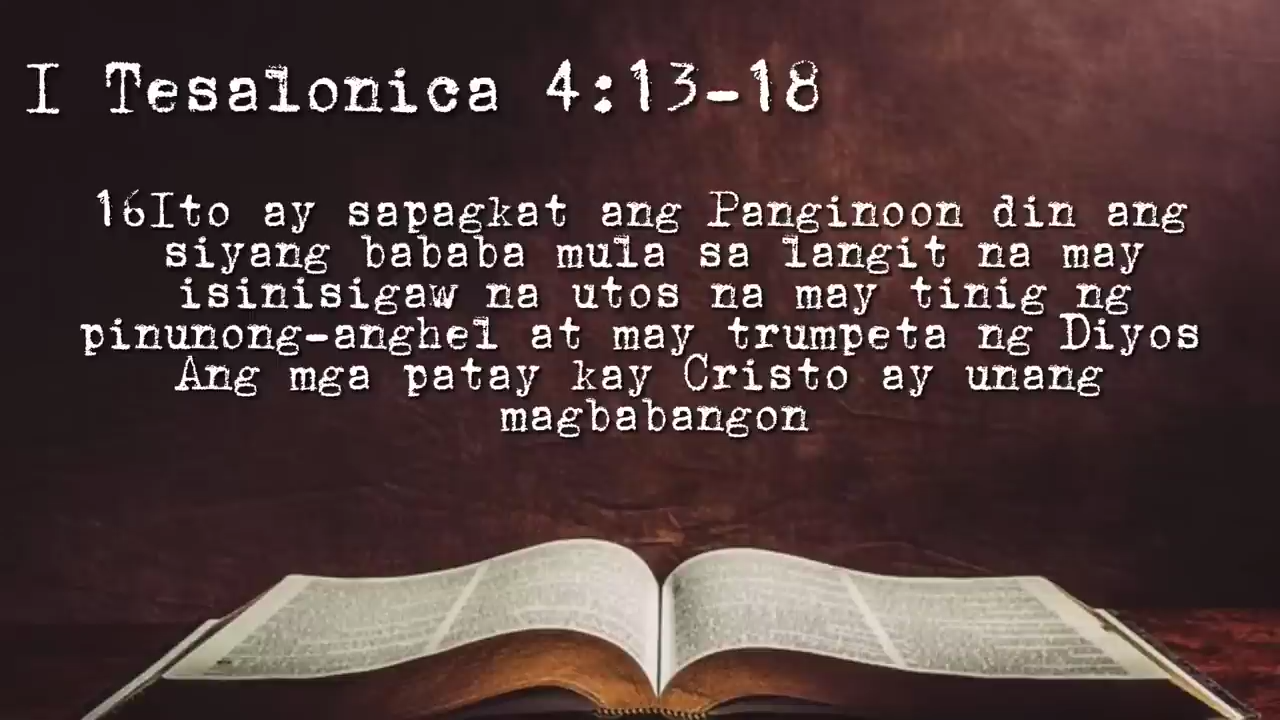 I Tesalonica 4:13-18
16Ito ay sapagkat ang Panginoon din ang
siyang bababa mula sa langit na may
isinisigaw na utos na may tinig ng
pinunong-anghel at may trumpeta ng Diyos
Ang mga patay kay Cristo ay unang
magbabangon